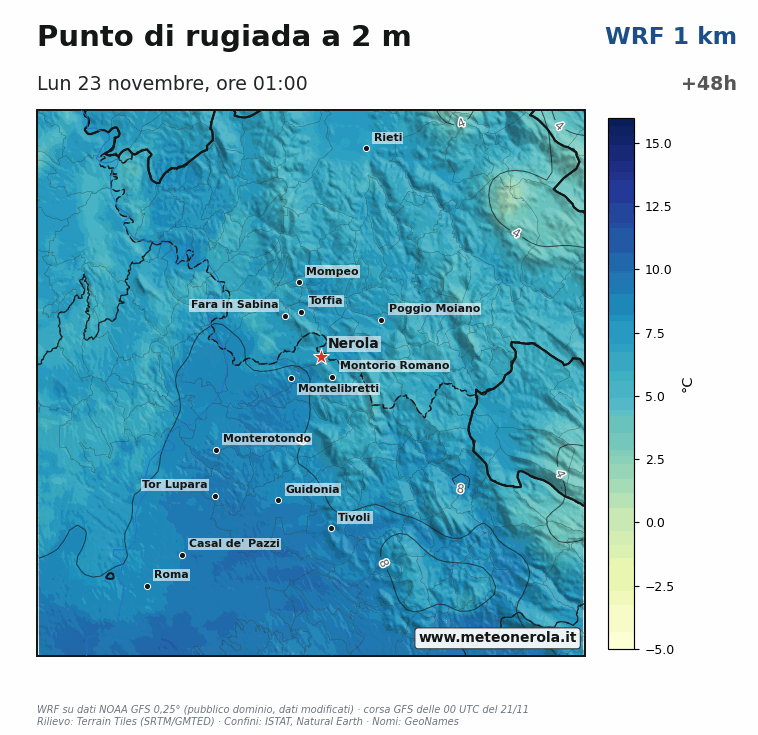 Punto di rugiada a 2 m
WRF 1 km
Lun 23 novembre, ore 01:00
+48h
4
4
Rieti
4
Mompeo
Toffia
Fara in Sabina
Poggio Moiano
Nerola
Montorio Romano
Montelibretti
Monterotondo
4
Tor Lupara
8
Guidonia
Tivoli
Casal de' Pazzi
8
Roma
www.meteonerola.it
15.0
12.5
10.0
7.5
5.0
2.5
0.0
−2.5
−5.0
°C
WRF su dati NOAA GFS 0,25° (pubblico dominio, dati modificati) · corsa GFS delle 00 UTC del 21/11
Rilievo: Terrain Tiles (SRTM/GMTED) · Confini: ISTAT, Natural Earth · Nomi: GeoNames